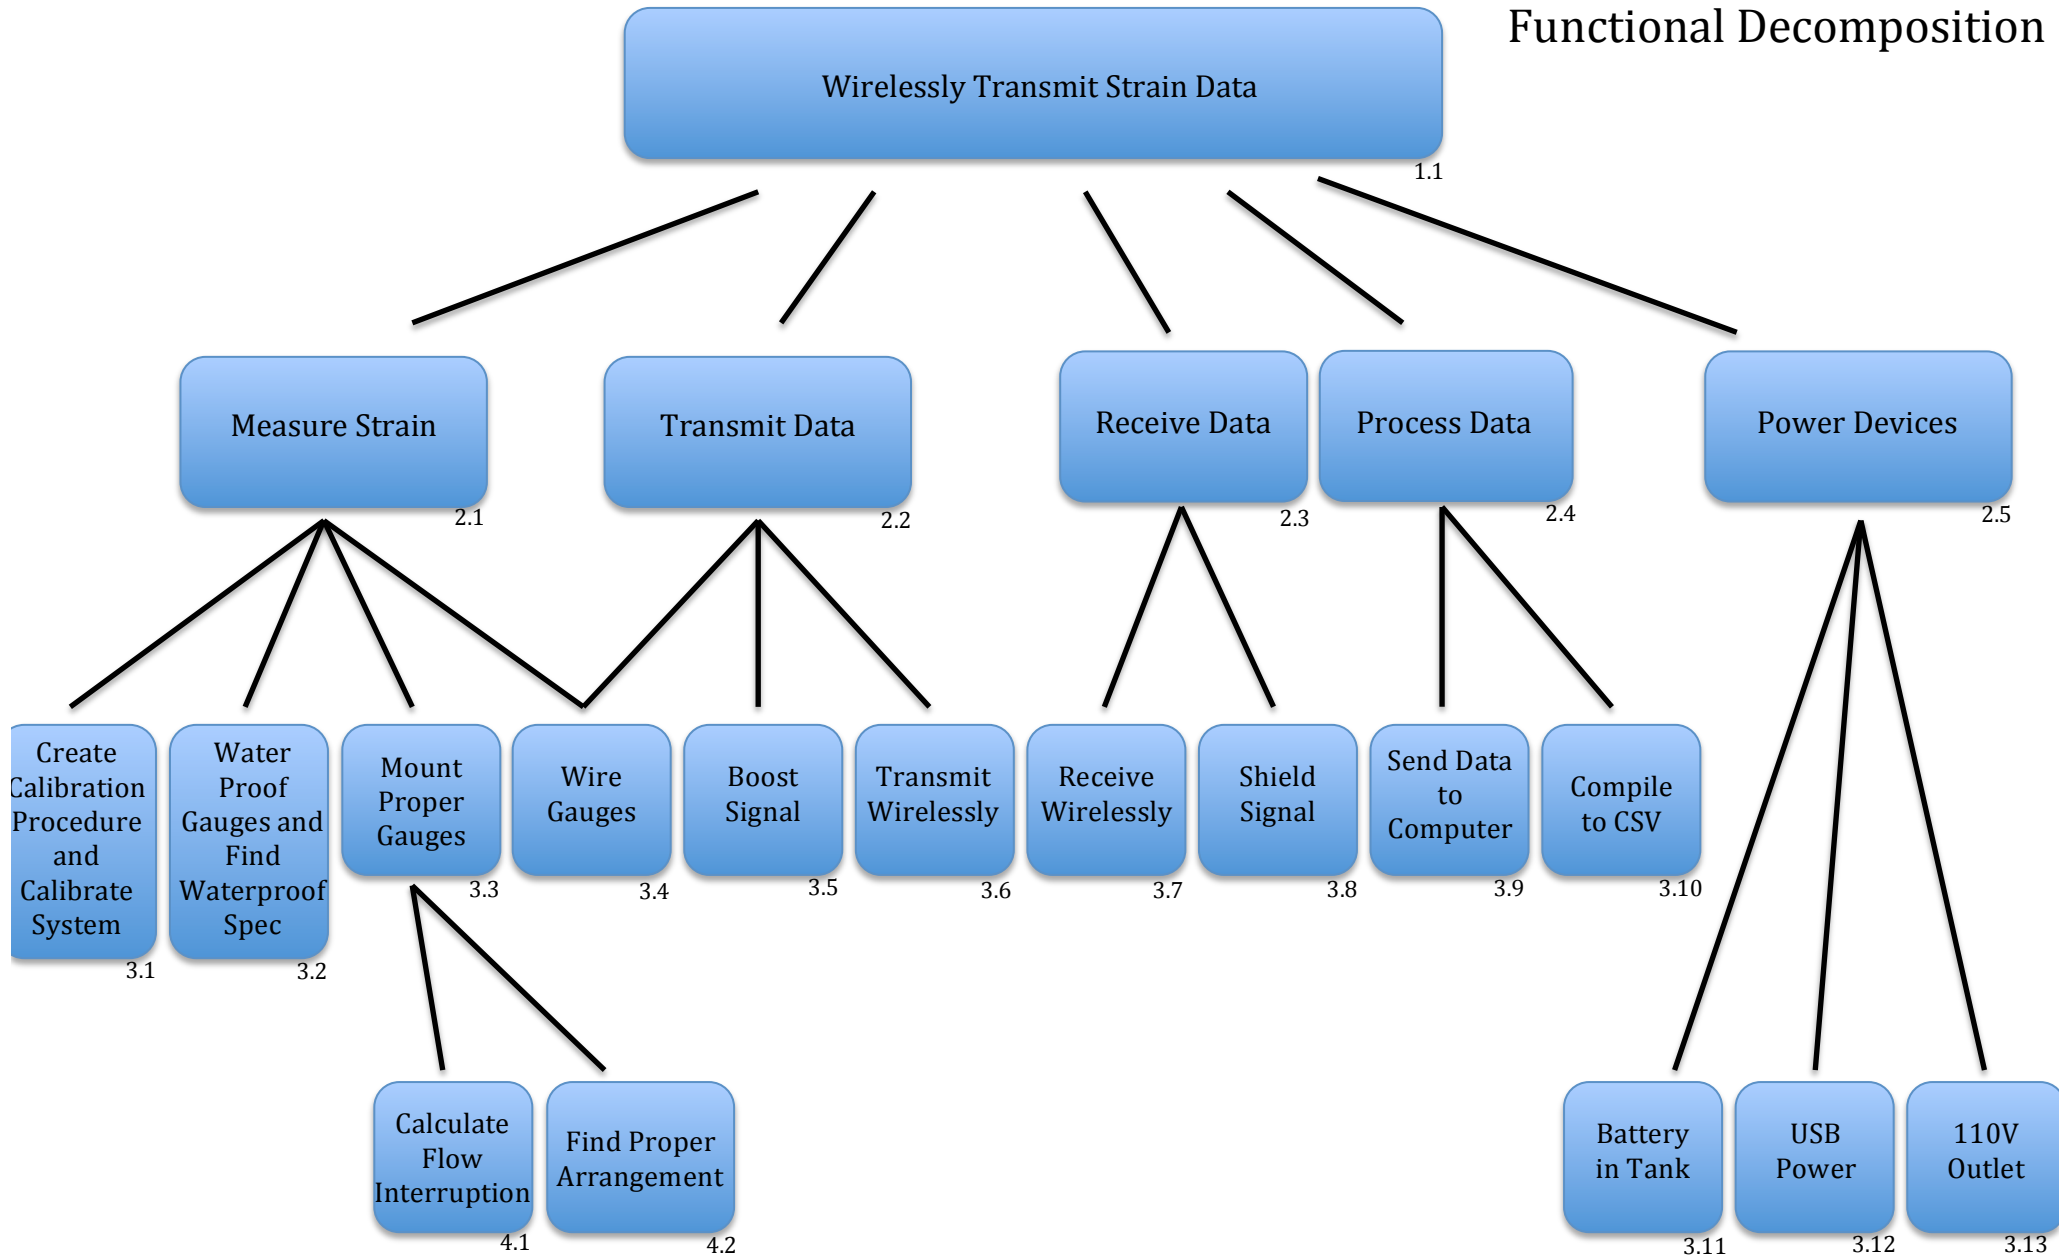 Functional Decomposition
Wirelessly Transmit Strain Data
1.1
Measure Strain
2.1
Transmit Data
2.2
Receive Data
2.3
Process Data
2.4
Power Devices
2.5
Create
Calibration
Procedure
and
Calibrate
System
3.1
Water
Proof
Gauges and
Find
Waterproof
Spec
3.2
Mount
Proper
Gauges
3.3
Wire
Gauges
3.4
Boost
Signal
3.5
Transmit
Wirelessly
3.6
Receive
Wirelessly
3.7
Shield
Signal
3.8
Send Data
to
Computer
3.9
Compile
to CSV
3.10
Calculate
Flow
Interruption
4.1
Find Proper
Arrangement
4.2
Battery
in Tank
3.11
USB
Power
3.12
110V
Outlet
3.13